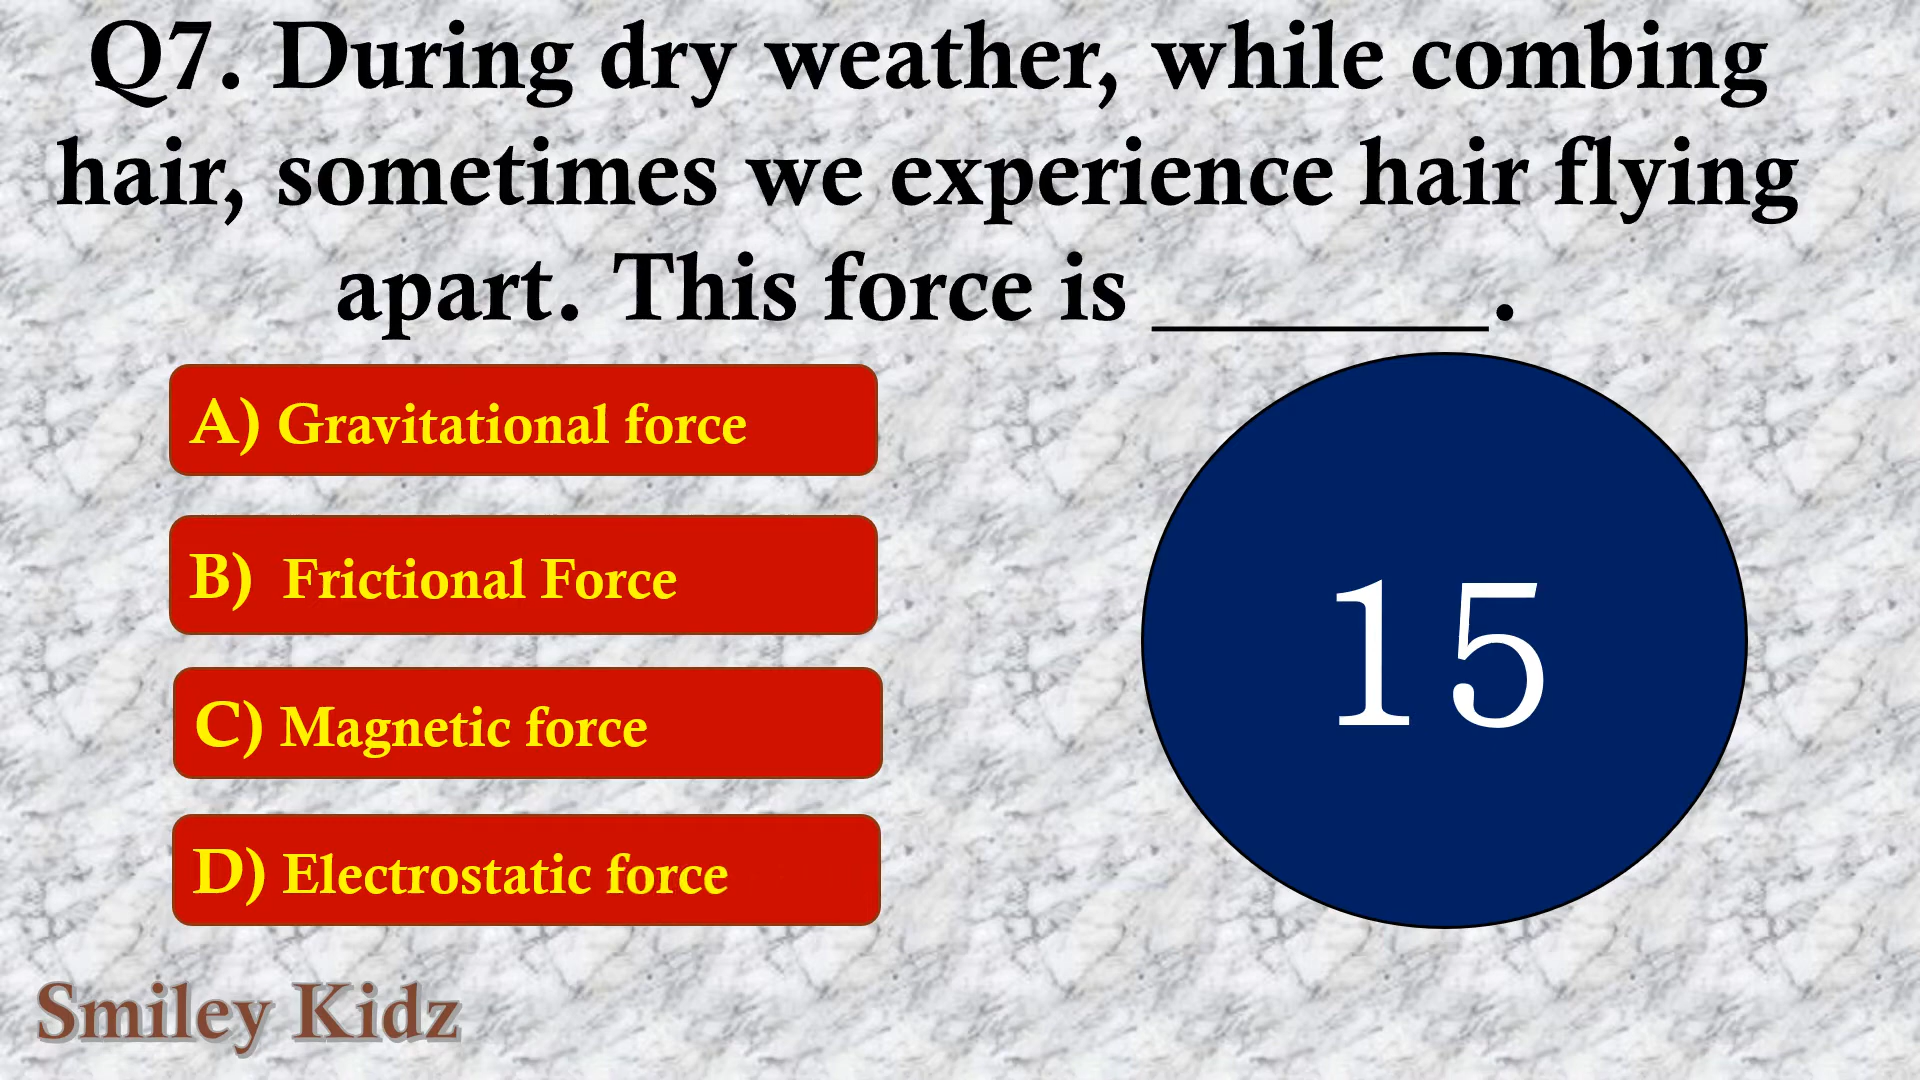 Q7. During dry weather, while combing
hair, sometimes we experience hair flying
apart. This force is ________.
A) Gravitational force
B) Frictional Force
C) Magnetic force
D) Electrostatic force
15
Smiley Kidz